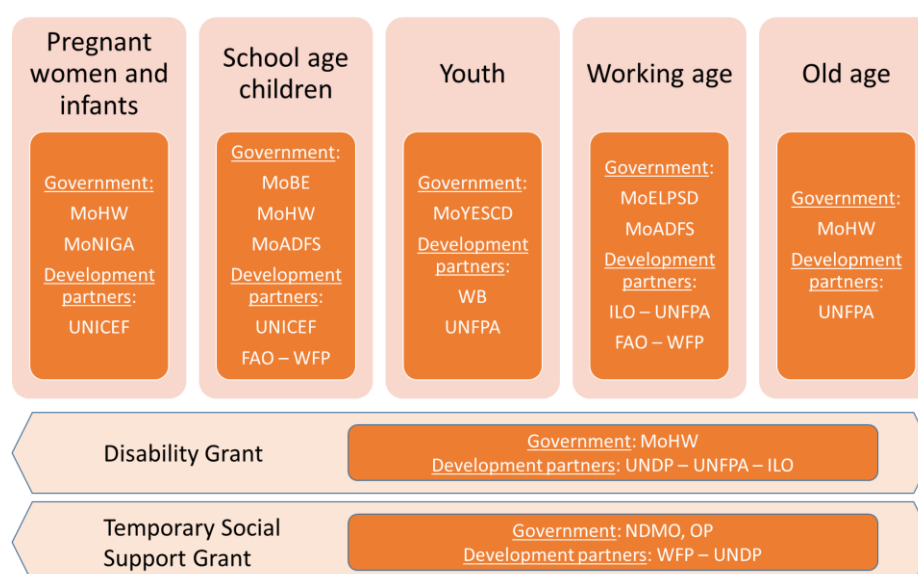 Pregnant
women and
infants
Government:
MoHW
MoNIGA
Development
partners:
UNICEF
School age
children
Government:
MoBE
MoHW
MoADFS
Development
partners:
UNICEF
FAO – WFP
Youth
Government:
MoYESCD
Development
partners:
WB
UNFPA
Working age
Government:
MoELPSD
MoADFS
Development
partners:
ILO – UNFPA
FAO – WFP
Old age
Government:
MoHW
Development
partners:
UNFPA
Disability Grant
Government: MoHW
Development partners: UNDP – UNFPA – ILO
Temporary Social
Support Grant
Government: NDMO, OP
Development partners: WFP – UNDP